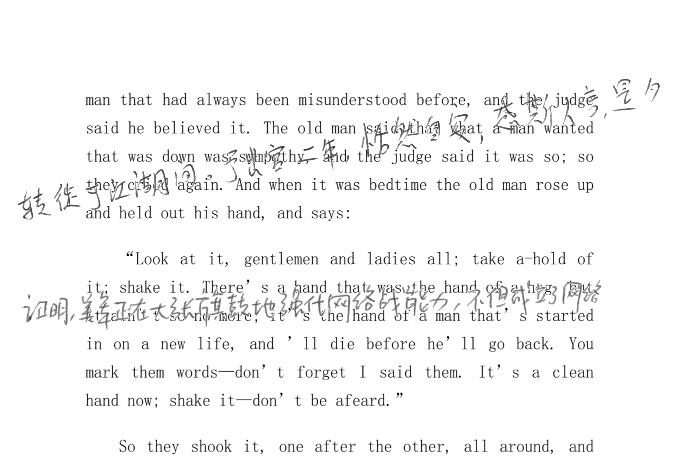 man that had always been misunderstood before, and the judge
said he believed it. The old man said that what a man wanted
that was down was sympathy; and the judge said it was so; so
they cried again. And when it was bedtime the old man rose up
and held out his hand, and says:
转徙于江湖间。予出官二年,恬然自安,感斯人言,是夕
“Look at it, gentlemen and ladies all; take a-hold of
it; shake it. There’s a hand that was the hand of a hog; but
it ain’t so no more; it’s the hand of a man that’s started
证明,美军正在大张旗鼓地强化网络战能力,不但成立网络
in on a new life, and ’ll die before he’ll go back. You
mark them words—don’t forget I said them. It’s a clean
hand now; shake it—don’t be afeard.”
So they shook it, one after the other, all around, and